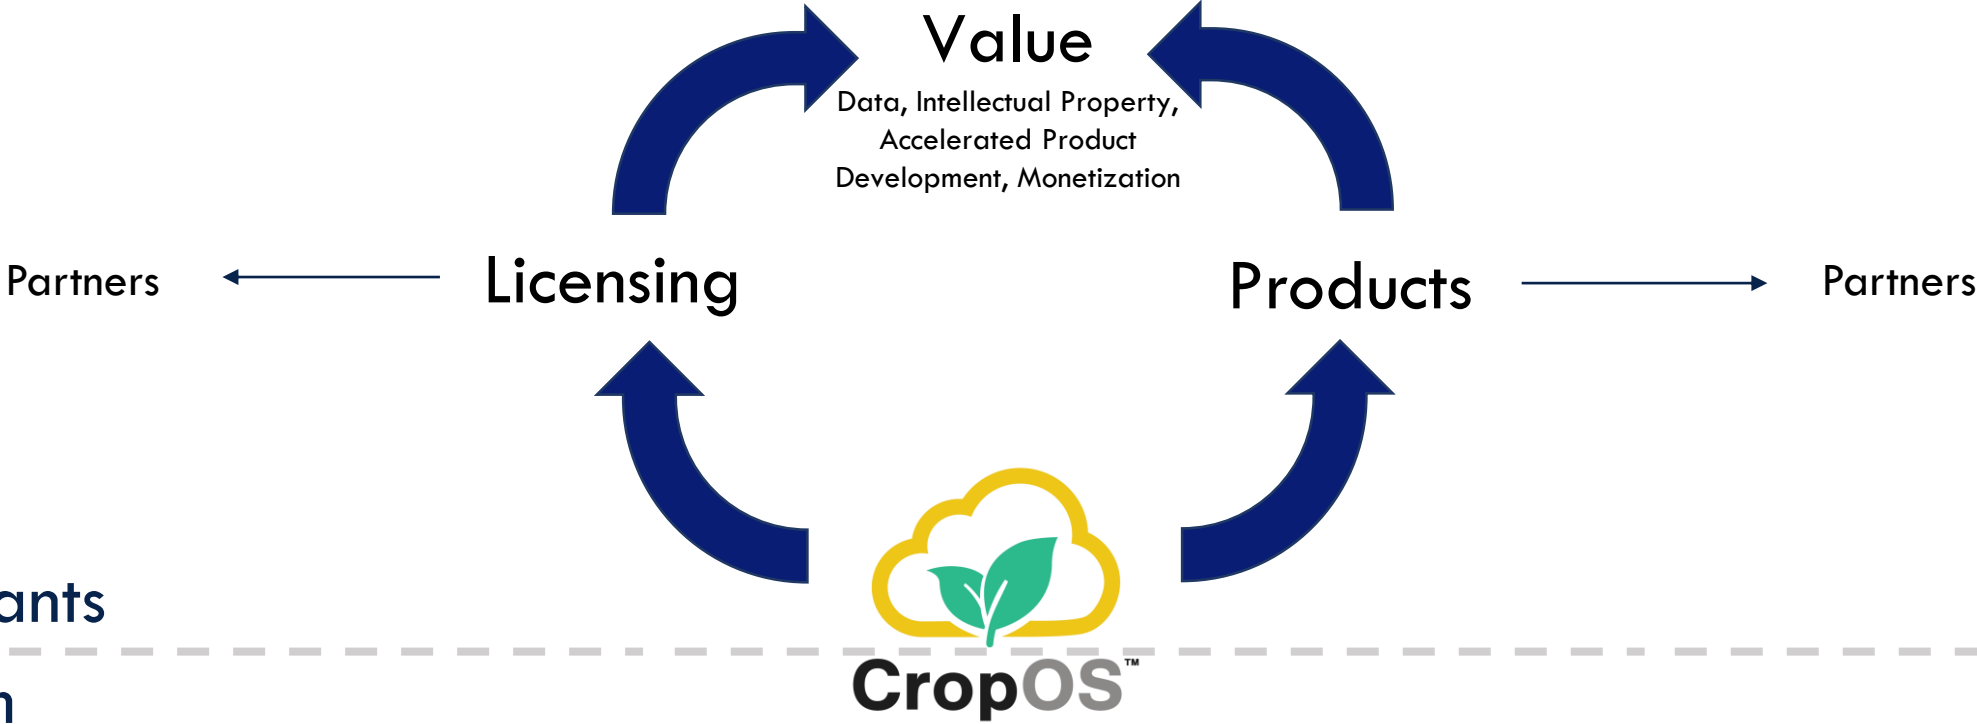 Value
Data, Intellectual Property,
Accelerated Product
Development, Monetization
Partners
Licensing
Products
Partners
ants
CropOS™